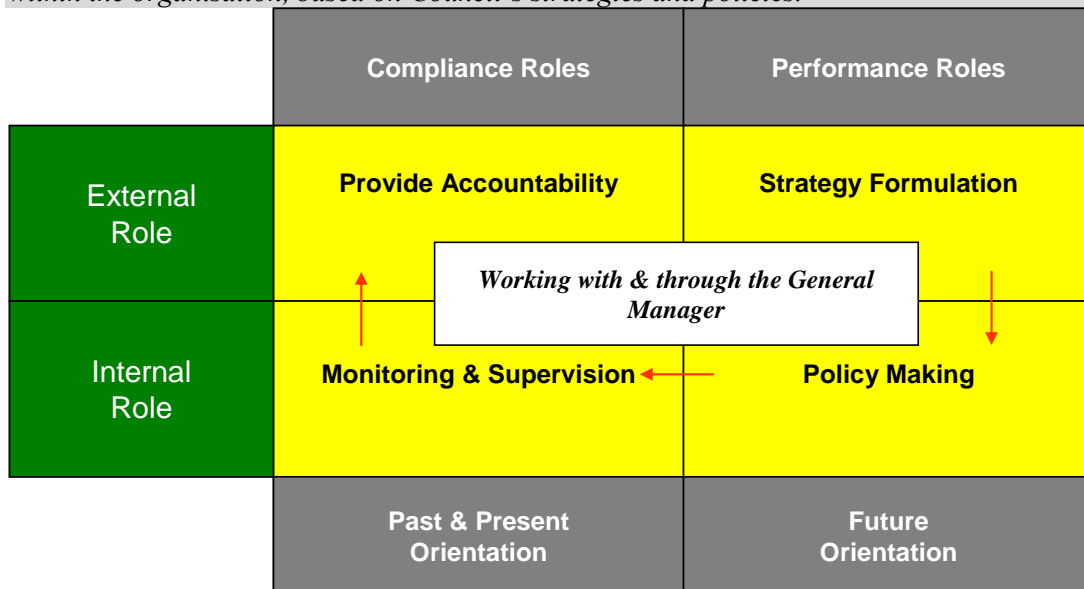 within the organisation, based on Council's strategies and policies.
Compliance Roles
Performance Roles
External
Role
Provide Accountability
Strategy Formulation
Working with & through the General
Manager
Internal
Role
Monitoring & Supervision
Policy Making
Past & Present
Orientation
Future
Orientation